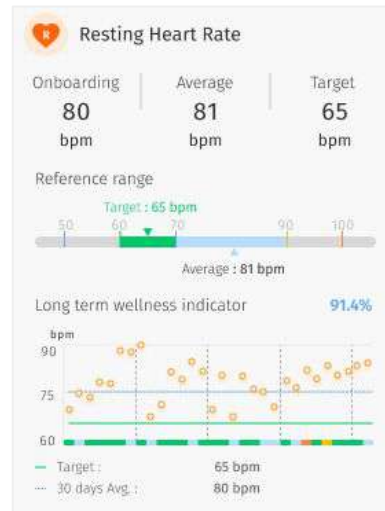 R
Resting Heart Rate
Onboarding Average Target
80 81 65
bpm bpm bpm
Reference range
Target : 65 bpm
50 60 70 90 100
Average : 81 bpm
Long term wellness indicator 91.4%
bpm
90
75
60
Target : 65 bpm
30 days Avg. : 80 bpm